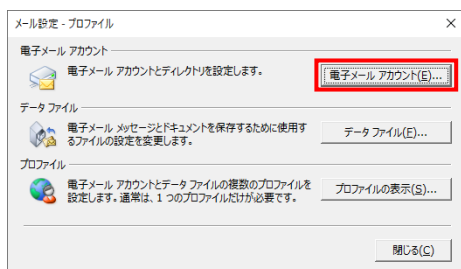 メール設定 - プロファイル
電子メール アカウント
電子メール アカウントとディレクトリを設定します。
電子メール アカウント(E)...
データ ファイル
電子メール メッセージとドキュメントを保存するために使用す
るファイルの設定を変更します。
データ ファイル(F)...
プロファイル
電子メール アカウントとデータ ファイルの複数のプロファイルを
設定します。通常は、1 つのプロファイルだけが必要です。
プロファイルの表示(S)...
閉じる(C)